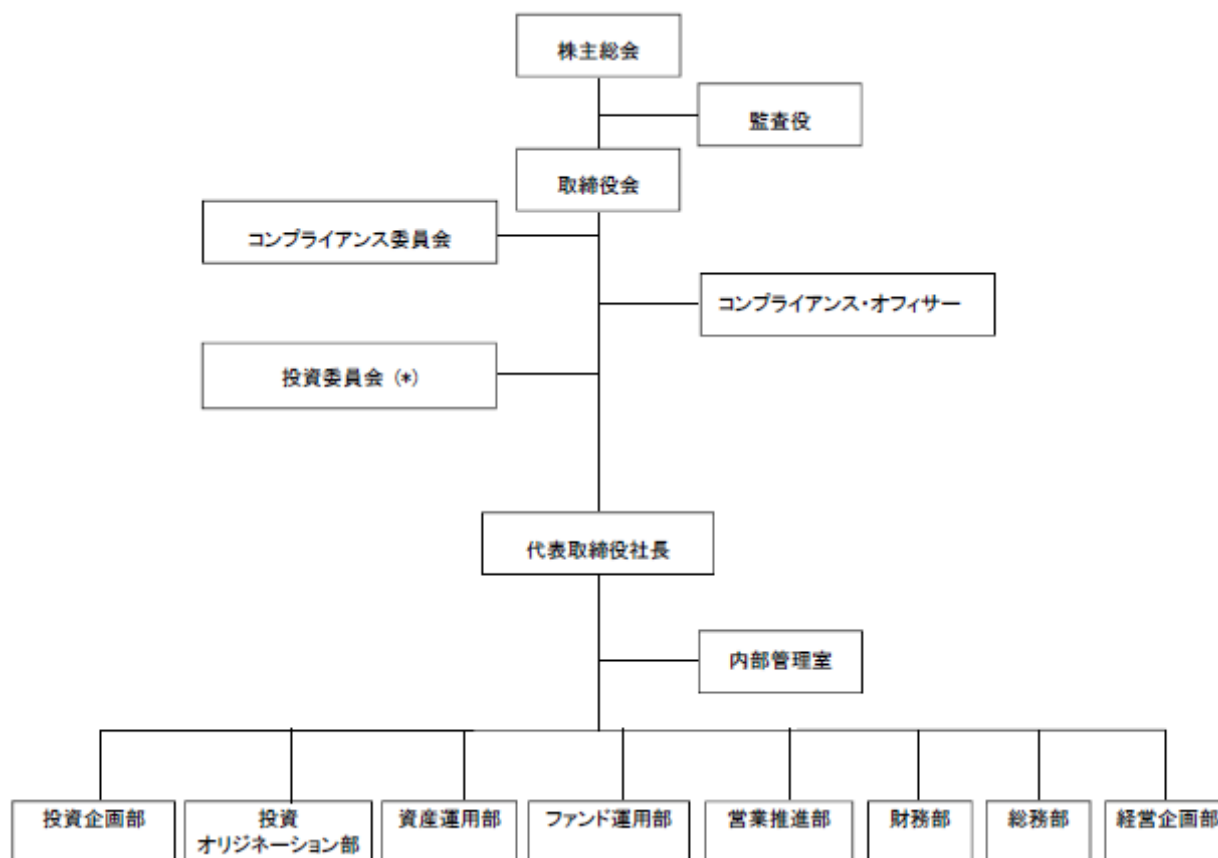 株主総会
監査役
取締役会
コンプライアンス委員会
コンプライアンス・オフィサー
投資委員会 (*)
代表取締役社長
内部管理室
投資企画部
投資
オリジネーション部
資産運用部
ファンド運用部
営業推進部
財務部
総務部
経営企画部